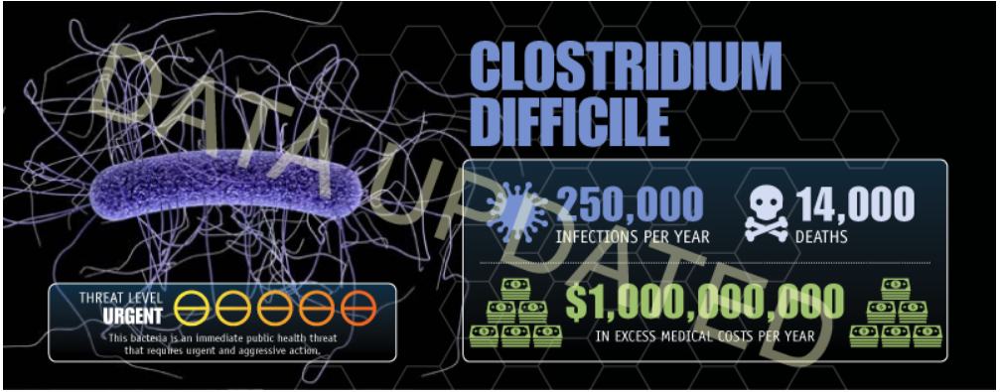 CLOSTRIDIUM
DIFFICILE
DATA UPDATED
250,000
INFECTIONS PER YEAR
14,000
DEATHS
$1,000,000,000
IN EXCESS MEDICAL COSTS PER YEAR
THREAT LEVEL
URGENT
This bacteria is an immediate public health threat
that requires urgent and aggressive action.